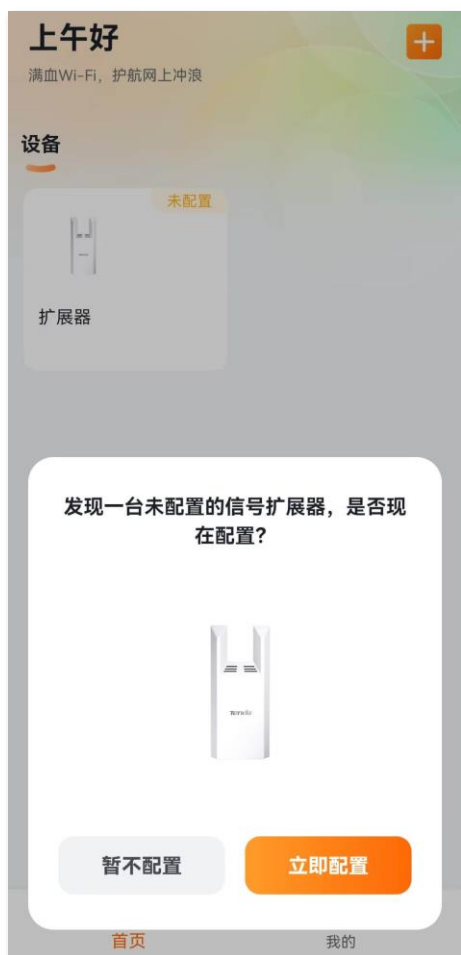 上午好
满血Wi-Fi，护航网上冲浪
设备
未配置
扩展器
发现一台未配置的信号扩展器，是否现
在配置？
Tenda
暂不配置
立即配置
首页
我的